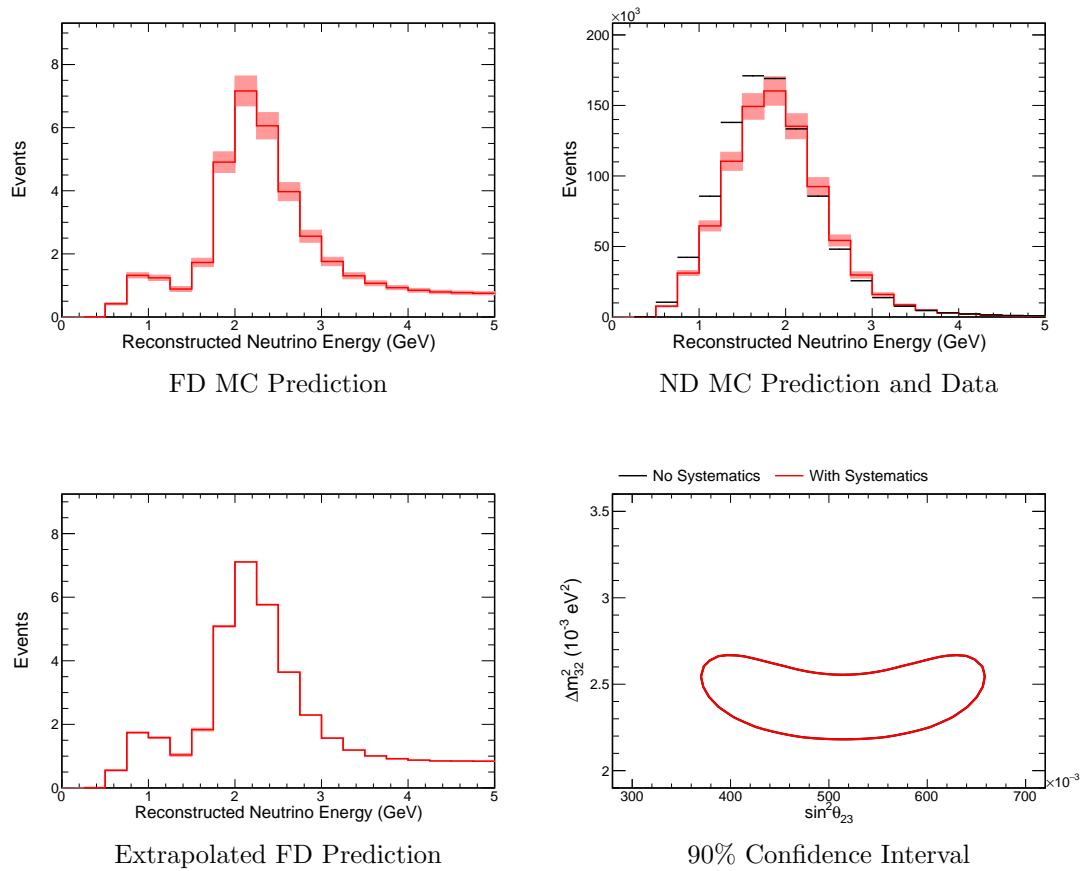 Events
8
6
4
2
0
0 1 2 3 4 5
Reconstructed Neutrino Energy (GeV)
FD MC Prediction
×10³
Events
200
150
100
50
0
0 1 2 3 4 5
Reconstructed Neutrino Energy (GeV)
ND MC Prediction and Data
Events
8
6
4
2
0
0 1 2 3 4 5
Reconstructed Neutrino Energy (GeV)
Extrapolated FD Prediction
No Systematics With Systematics
Δm²₃₂ (10⁻³ eV²)
3.5
3
2.5
2
300 400 500 600 700
×10⁻³
sin²θ₂₃
90% Confidence Interval